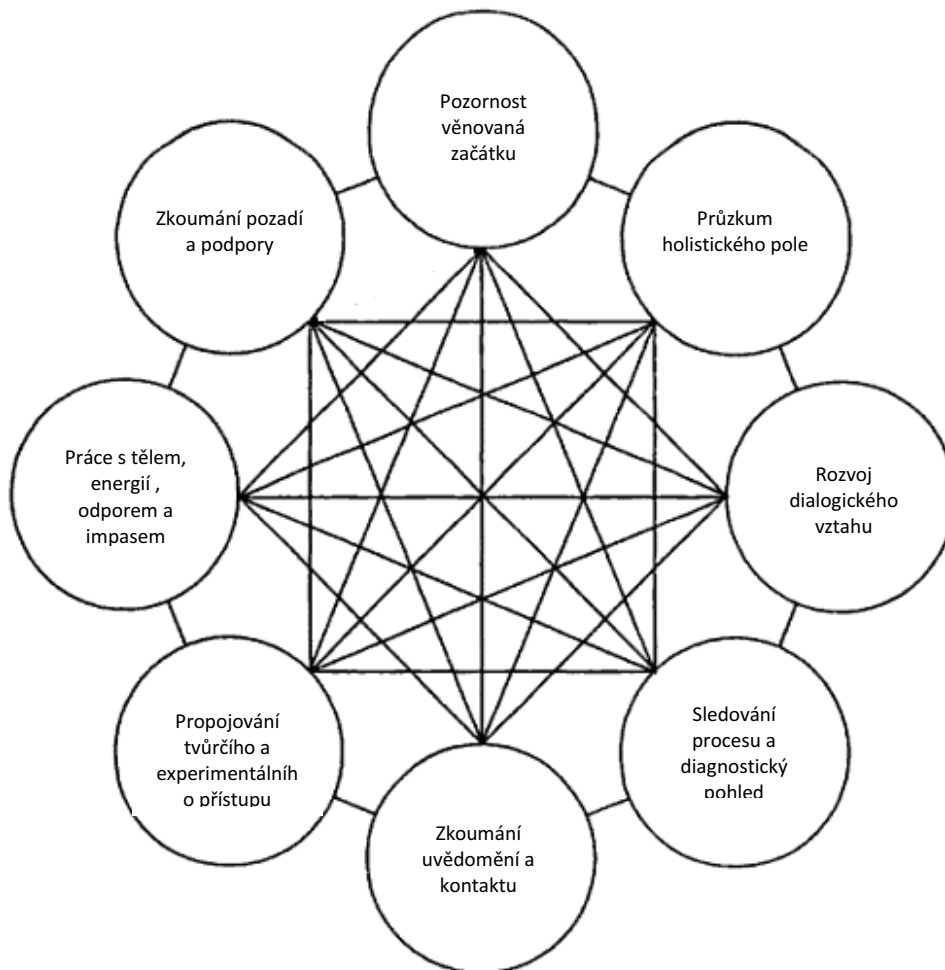 Pozornost
věnovaná
začátku
Průzkum
holistického pole
Rozvoj
dialogického
vztahu
Sledování
procesu a
diagnostický
pohled
Zkoumání
uvědomění a
kontaktu
Propojování
tvůrčího a
experimentálníh
o přístupu
Práce s tělem,
energií ,
odporem a
impasem
Zkoumání pozadí
a podpory